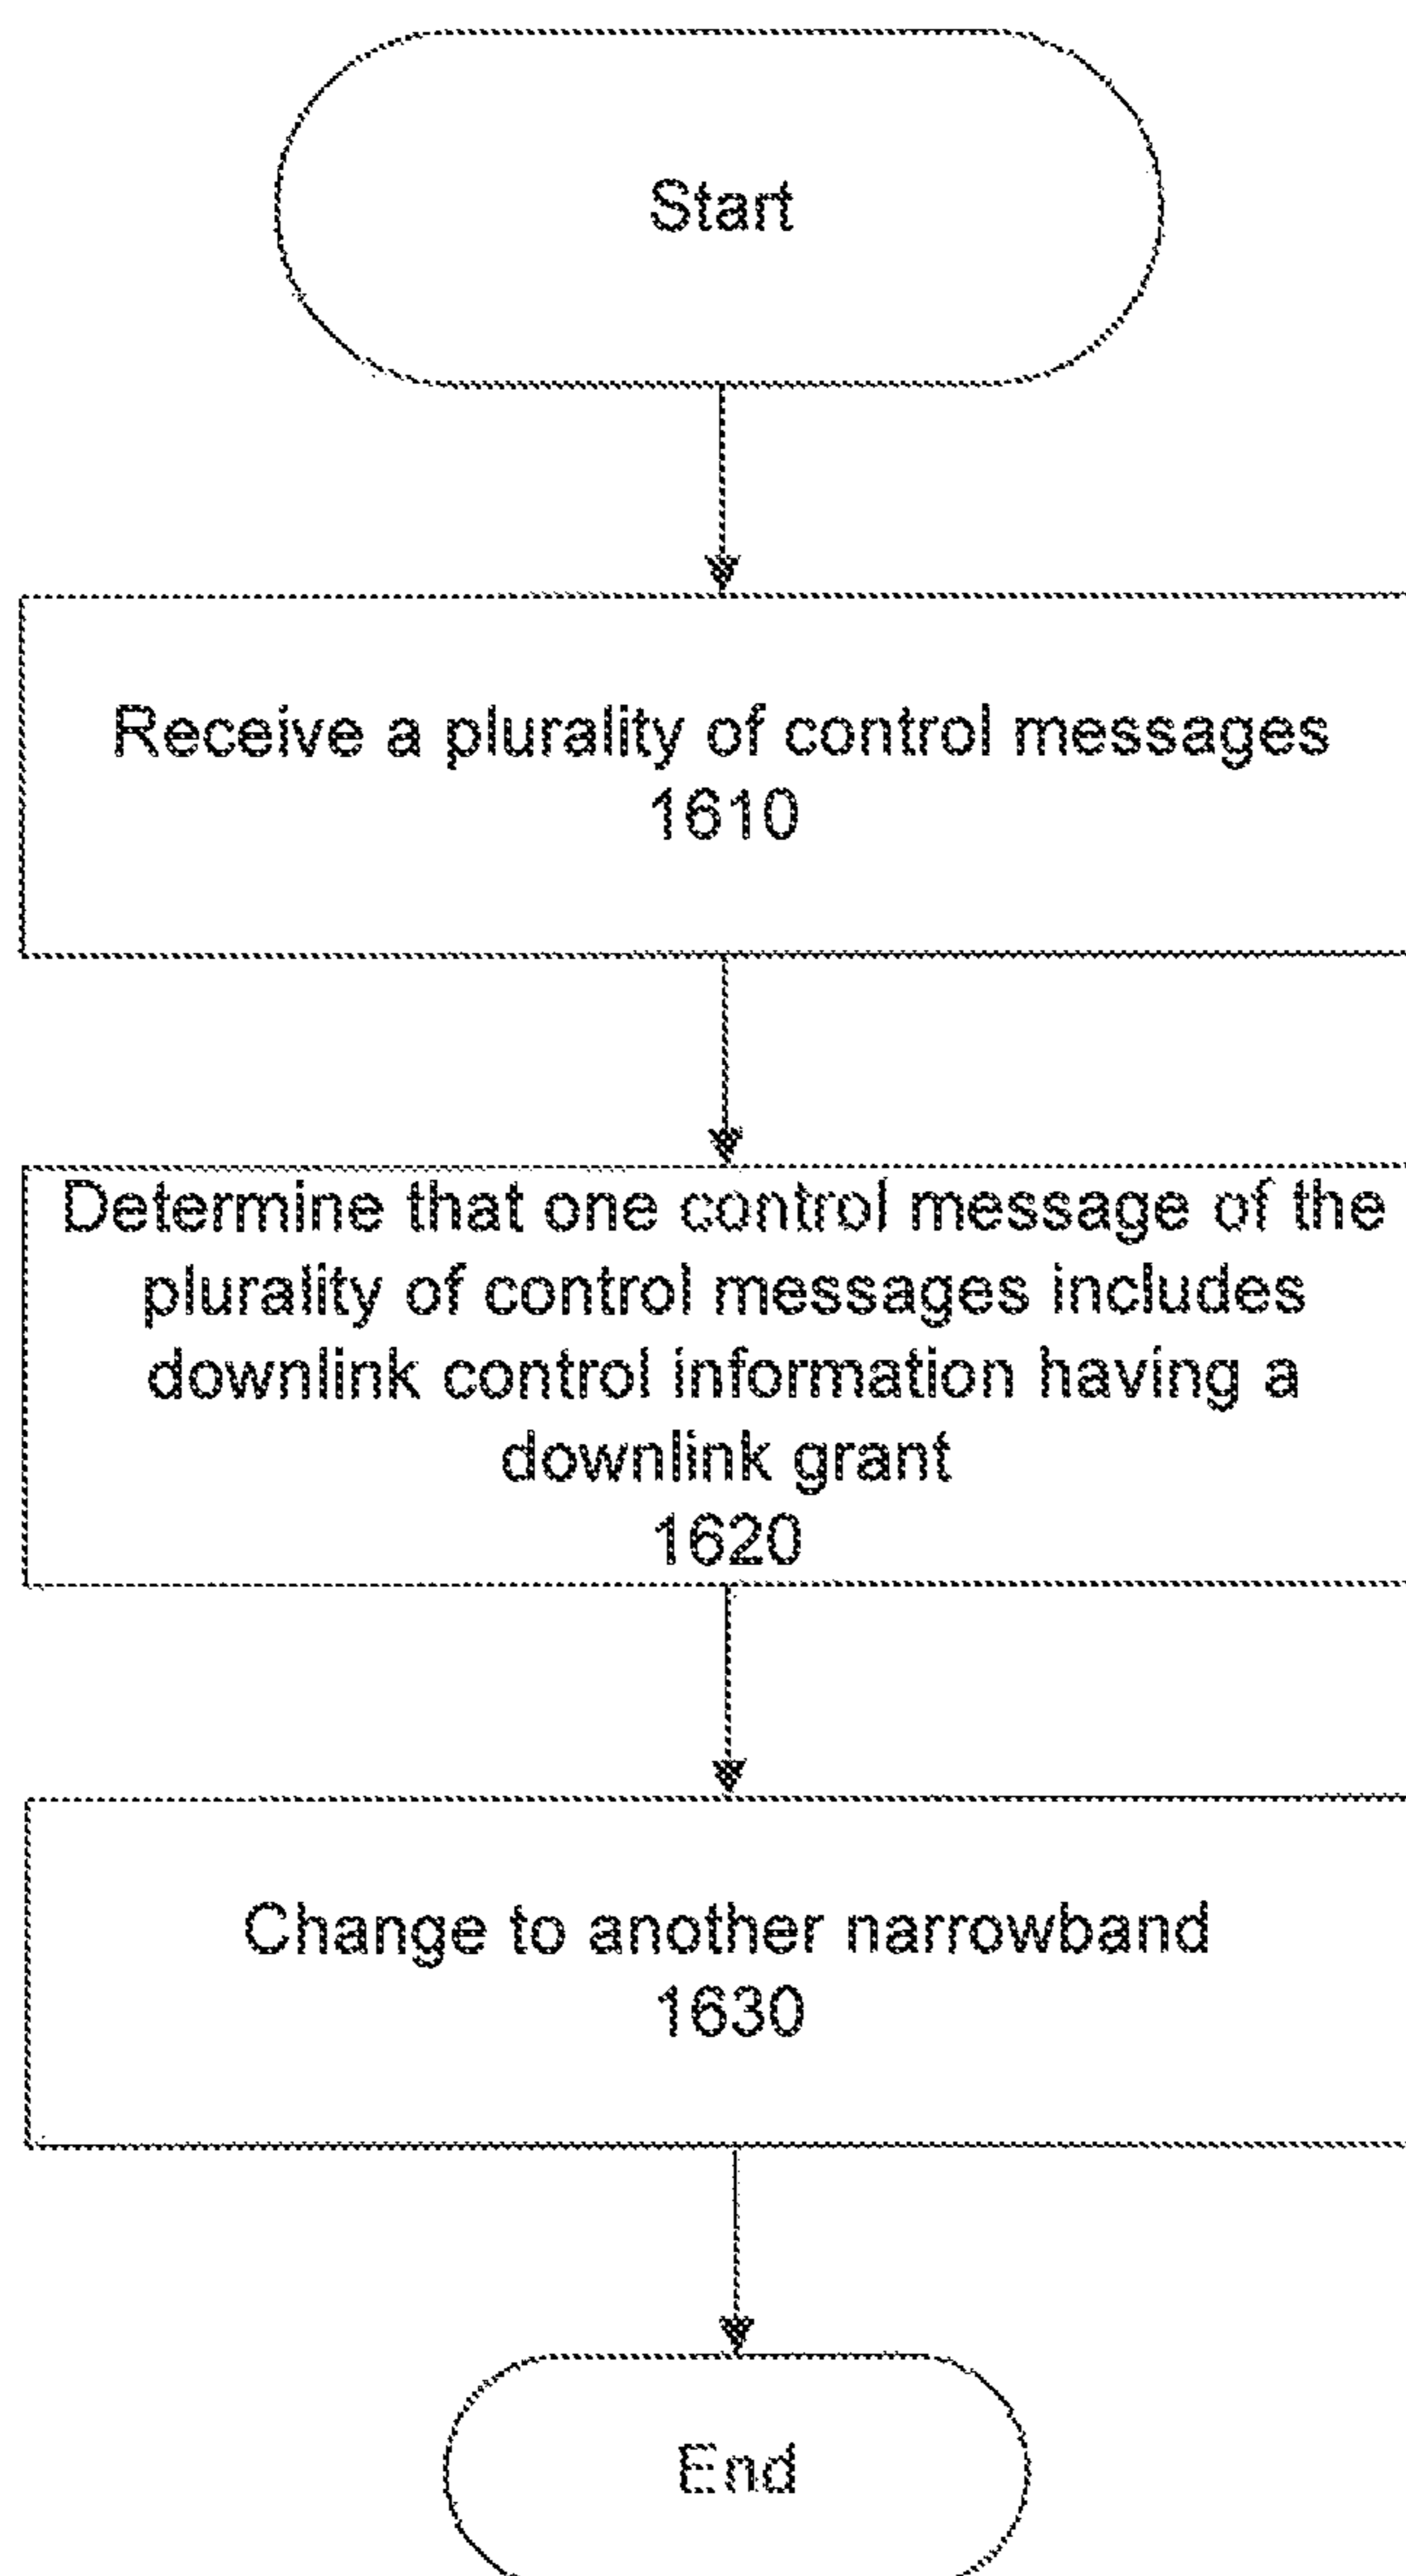 Start
Receive a plurality of control messages
1610
Determine that one control message of the
plurality of control messages includes
downlink control information having a
downlink grant
1620
Change to another narrowband
1630
End